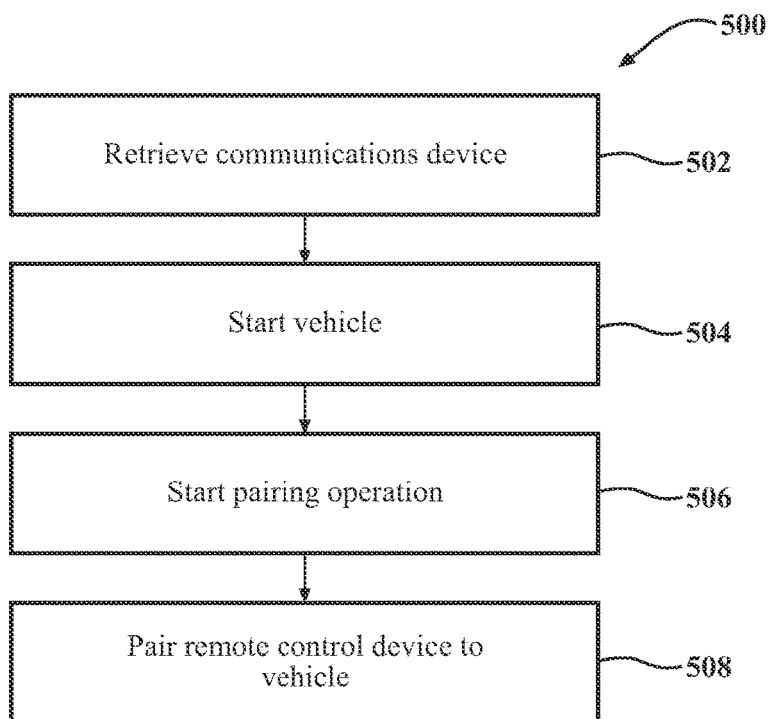 500
Retrieve communications device
502
Start vehicle
504
Start pairing operation
506
Pair remote control device to
vehicle
508